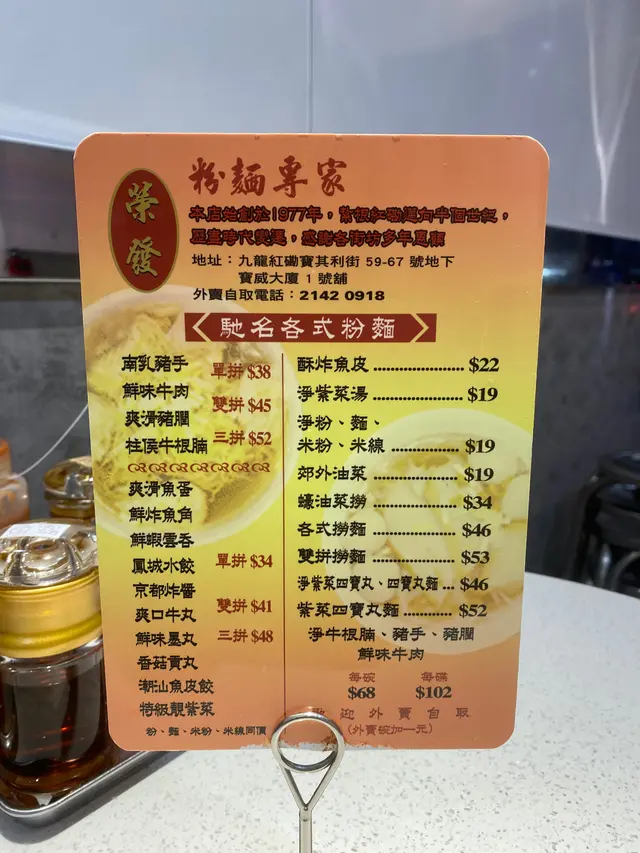 榮發
粉麵專家
本店始創於1977年，紮根紅磡邁向半個世紀，
歷盡時代變遷，感謝各街坊多年惠顧
地址：九龍紅磡寶其利街 59-67 號地下
寶威大廈 1 號舖
外賣自取電話：2142 0918
馳名各式粉麵
南乳豬手
鮮味牛肉
爽滑豬膶
柱侯牛根腩
單拼 $38
雙拼 $45
三拼 $52
爽滑魚蛋
鮮炸魚角
鮮蝦雲吞
鳳城水餃
京都炸醬
爽口牛丸
鮮味墨丸
香菇貢丸
潮汕魚皮餃
特級靚紫菜
單拼 $34
雙拼 $41
三拼 $48
粉、麵、米粉、米線同價
酥炸魚皮 ........................ $22
淨紫菜湯 ........................ $19
淨粉、麵、
米粉、米線 .................... $19
郊外油菜 ....................... $19
蠔油菜撈 ....................... $34
各式撈麵 ....................... $46
雙拼撈麵 ....................... $53
淨紫菜四寶丸、四寶丸麵 ... $46
紫菜四寶丸麵 ............... $52
淨牛根腩、豬手、豬膶
鮮味牛肉
每碗 每碟
$68 $102
歡迎外賣自取
(外賣碗加一元)